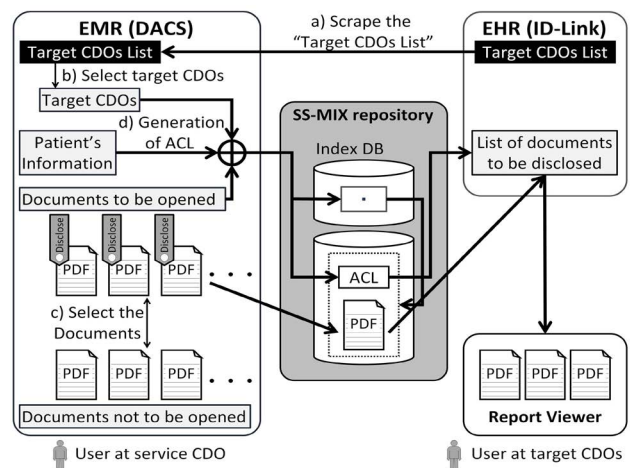 EMR (DACS)
Target CDOs List
b) Select target CDOs
Target CDOs
d) Generation
of ACL
Patient's
Information
Documents to be opened
Disclose
Disclose
Disclose
PDF
PDF
PDF
. . .
c) Select the
Documents
PDF
PDF
PDF
. . .
Documents not to be opened
User at service CDO
a) Scrape the
"Target CDOs List"
SS-MIX repository
Index DB
ACL
PDF
EHR (ID-Link)
Target CDOs List
List of documents
to be disclosed
PDF
PDF
PDF
Report Viewer
User at target CDOs